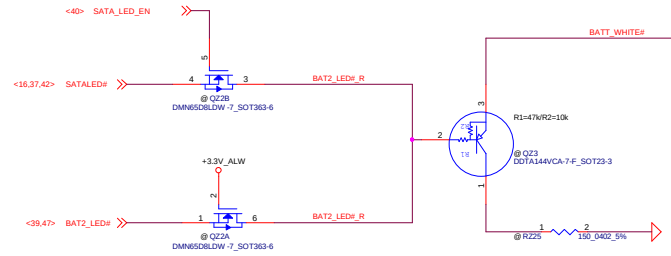 <40> SATA_LED_EN
BATT_WHITE#
5
<16,37,42> SATALED# 4 3 BAT2_LED#_R
@ QZ2B
DMN65D8LDW -7_SOT363-6
3
R1=47k/R2=10k
R2
2
R1
@ QZ3
DDTA144VCA-7-F_SOT23-3
+3.3V_ALW
2
1
<39,47> BAT2_LED# 1 6 BAT2_LED#_R
@ QZ2A
DMN65D8LDW -7_SOT363-6
1 2
@ RZ25 150_0402_5%